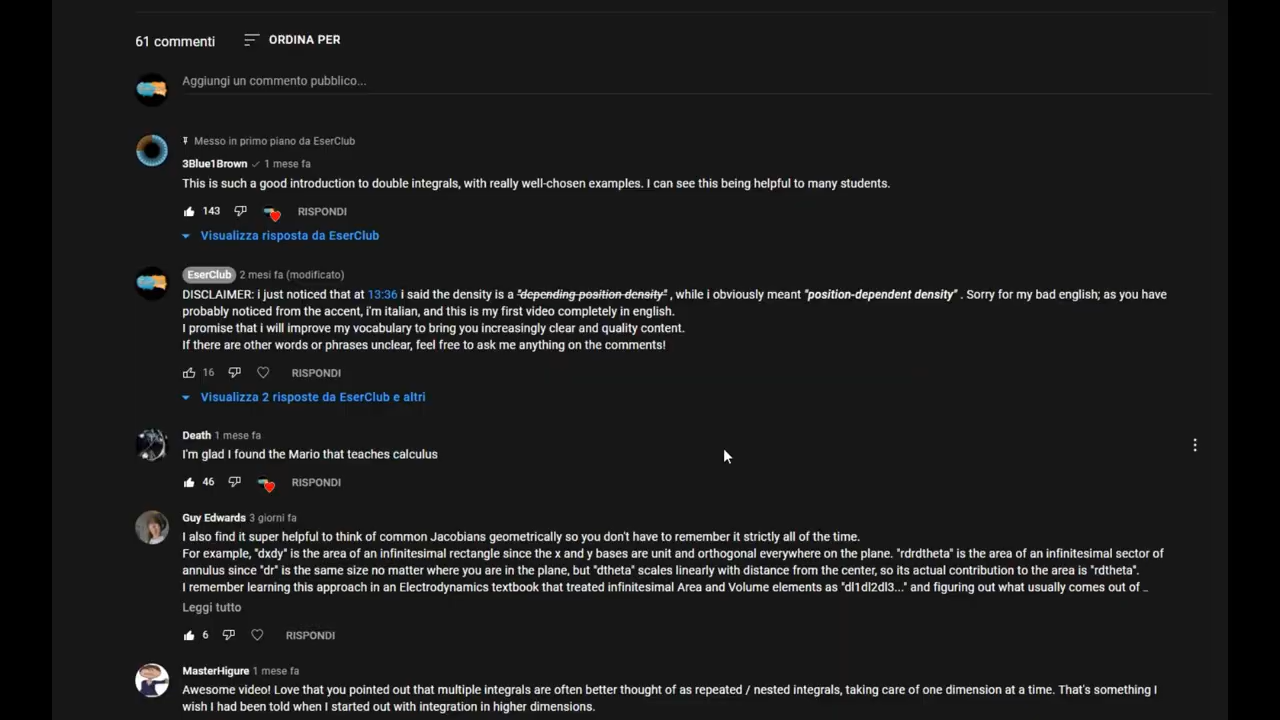 61 commenti
ORDINA PER
Aggiungi un commento pubblico...
Messo in primo piano da EserClub
3Blue1Brown 1 mese fa
This is such a good introduction to double integrals, with really well-chosen examples. I can see this being helpful to many students.
143 RISPONDI
Visualizza risposta da EserClub
EserClub 2 mesi fa (modificato)
DISCLAIMER: i just noticed that at 13:36 i said the density is a "depending position density" , while i obviously meant "position-dependent density" . Sorry for my bad english; as you have
probably noticed from the accent, i'm italian, and this is my first video completely in english.
I promise that i will improve my vocabulary to bring you increasingly clear and quality content.
If there are other words or phrases unclear, feel free to ask me anything on the comments!
16 RISPONDI
Visualizza 2 risposte da EserClub e altri
Death 1 mese fa
I'm glad I found the Mario that teaches calculus
46 RISPONDI
Guy Edwards 3 giorni fa
I also find it super helpful to think of common Jacobians geometrically so you don't have to remember it strictly all of the time.
For example, "dxdy" is the area of an infinitesimal rectangle since the x and y bases are unit and orthogonal everywhere on the plane. "rdrdtheta" is the area of an infinitesimal sector of
annulus since "dr" is the same size no matter where you are in the plane, but "dtheta" scales linearly with distance from the center, so its actual contribution to the area is "rdtheta".
I remember learning this approach in an Electrodynamics textbook that treated infinitesimal Area and Volume elements as "dl1dl2dl3..." and figuring out what usually comes out of ...
Leggi tutto
6 RISPONDI
MasterHigure 1 mese fa
Awesome video! Love that you pointed out that multiple integrals are often better thought of as repeated / nested integrals, taking care of one dimension at a time. That's something I
wish I had been told when I started out with integration in higher dimensions.